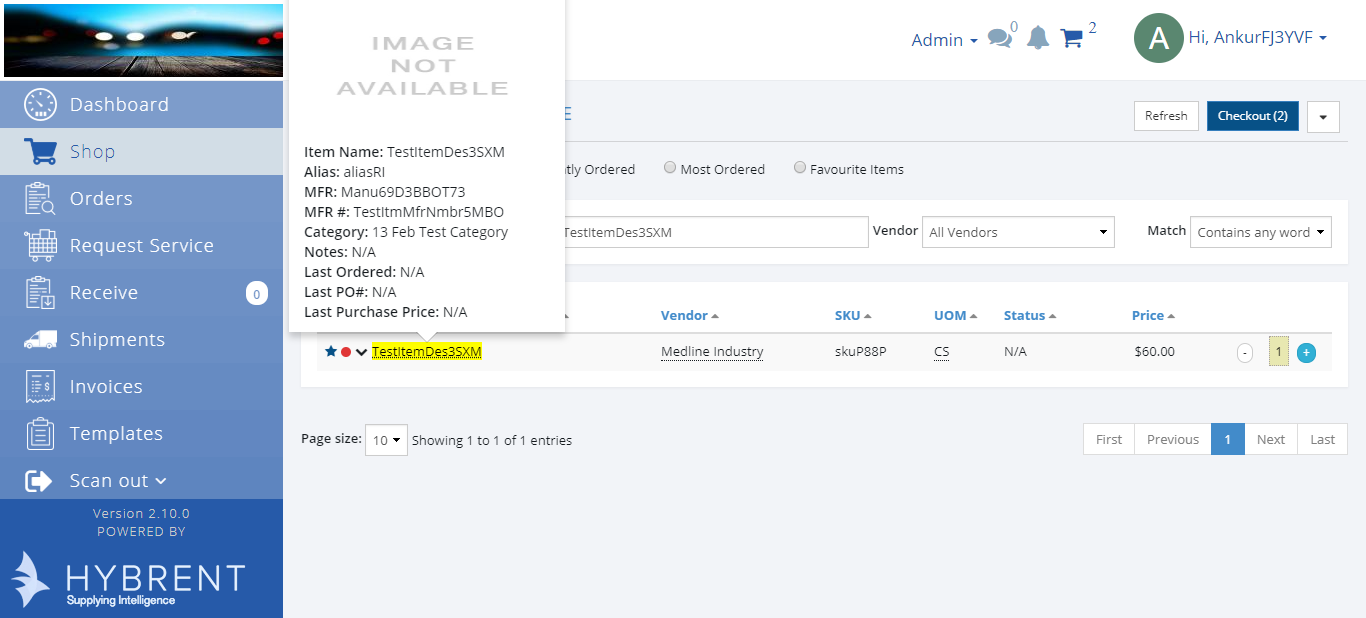 Admin
0
2
A
Hi, AnkurFJ3YVF
Dashboard
Shop
Orders
Request Service
Receive
0
Shipments
Invoices
Templates
Scan out
Version 2.10.0
POWERED BY
HYBRENT
Supplying Intelligence
IMAGE
NOT
AVAILABLE
Item Name: TestItemDes3SXM
Alias: aliasRI
MFR: Manu69D3BBOT73
MFR #: TestItmMfrNmbr5MBO
Category: 13 Feb Test Category
Notes: N/A
Last Ordered: N/A
Last PO#: N/A
Last Purchase Price: N/A
E
Refresh
Checkout (2)
tly Ordered
Most Ordered
Favourite Items
TestItemDes3SXM
Vendor
All Vendors
Match
Contains any word
Vendor
SKU
UOM
Status
Price
TestItemDes3SXM
Medline Industry
skuP88P
CS
N/A
$60.00
-
1
+
Page size:
10
Showing 1 to 1 of 1 entries
First
Previous
1
Next
Last